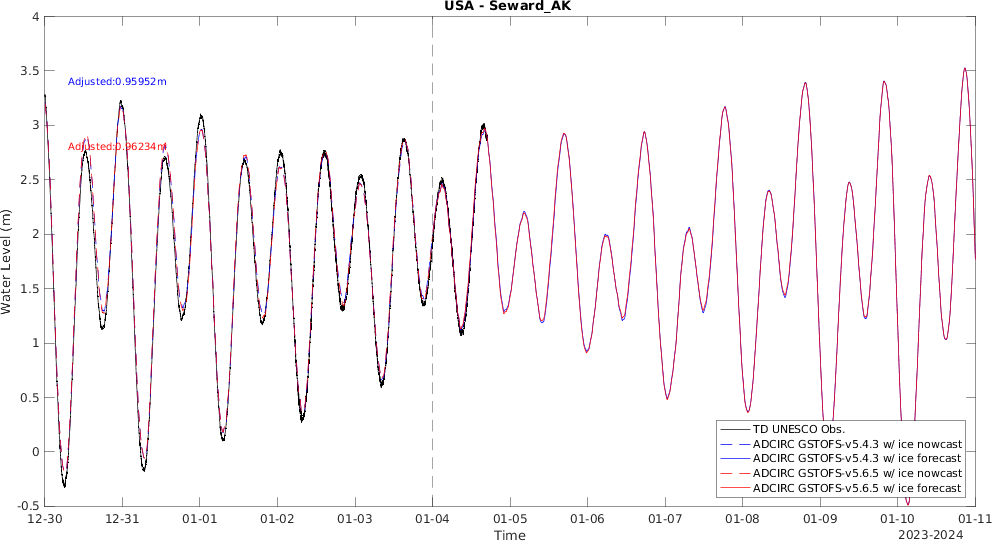 USA - Seward_AK
4
3.5
3
2.5
2
1.5
1
0.5
0
-0.5
Water Level (m)
Adjusted:0.95952m
Adjusted:0.96234m
TD UNESCO Obs.
ADCIRC GSTOFS-v5.4.3 w/ ice nowcast
ADCIRC GSTOFS-v5.4.3 w/ ice forecast
ADCIRC GSTOFS-v5.6.5 w/ ice nowcast
ADCIRC GSTOFS-v5.6.5 w/ ice forecast
12-30 12-31 01-01 01-02 01-03 01-04 01-05 01-06 01-07 01-08 01-09 01-10 01-11
Time
2023-2024